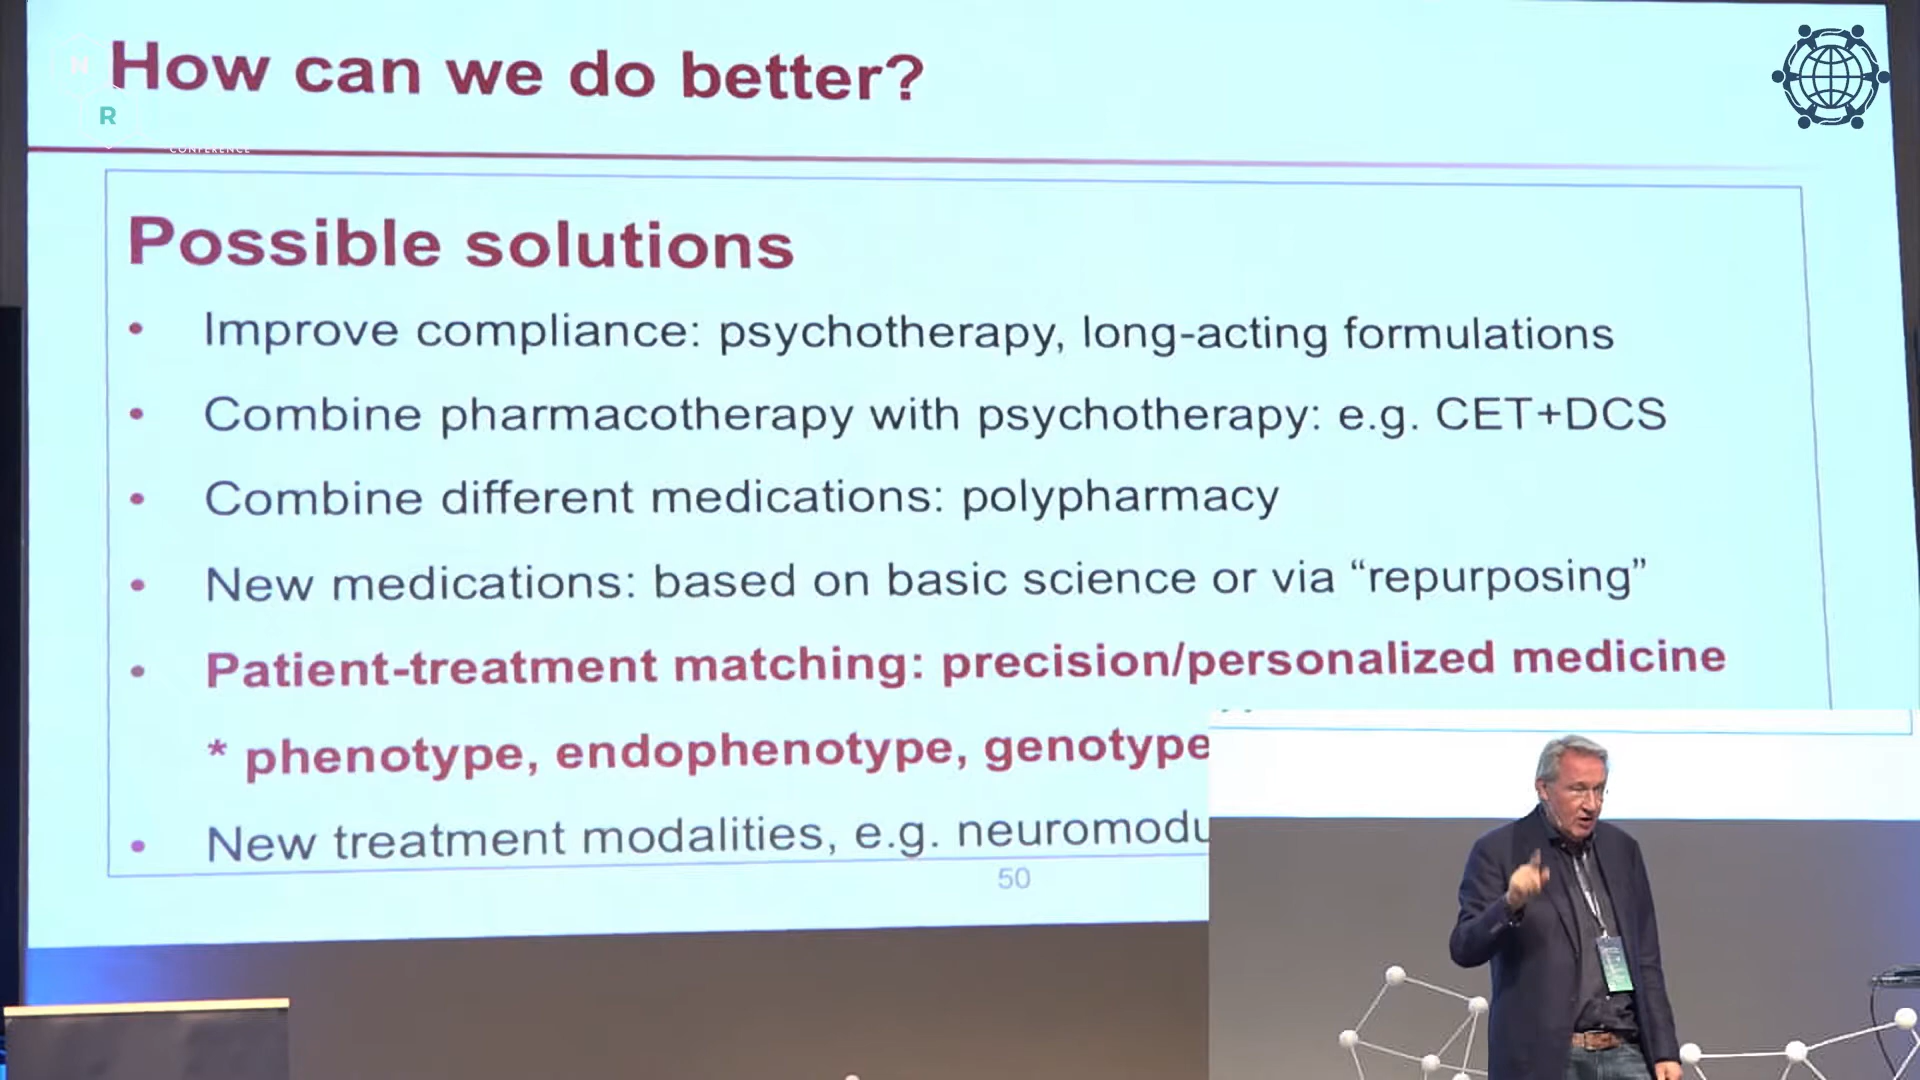 How can we do better?
N
R
CONFERENCE
Possible solutions
• Improve compliance: psychotherapy, long-acting formulations
• Combine pharmacotherapy with psychotherapy: e.g. CET+DCS
• Combine different medications: polypharmacy
• New medications: based on basic science or via “repurposing”
• Patient-treatment matching: precision/personalized medicine
* phenotype, endophenotype, genotype
• New treatment modalities, e.g. neuromodu
50